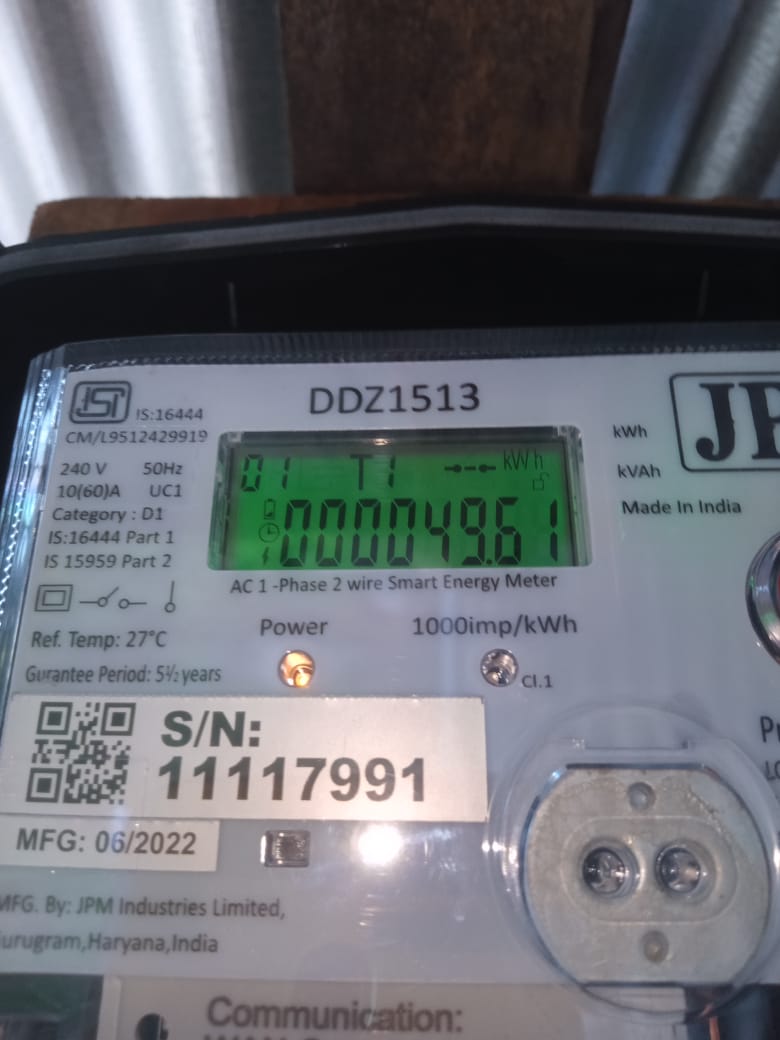 IS:16444
CM/L9512429919
240 V 50Hz
10(60)A UC1
Category : D1
IS:16444 Part 1
IS 15959 Part 2
Ref. Temp: 27°C
Gurantee Period: 5½ years
DDZ1513
01 T1 kWh
000049.61
AC 1 -Phase 2 wire Smart Energy Meter
Power 1000imp/kWh
Cl.1
kWh
kVAh
Made In India
S/N:
11117991
MFG: 06/2022
MFG. By: JPM Industries Limited,
Gurugram,Haryana,India
Communication: